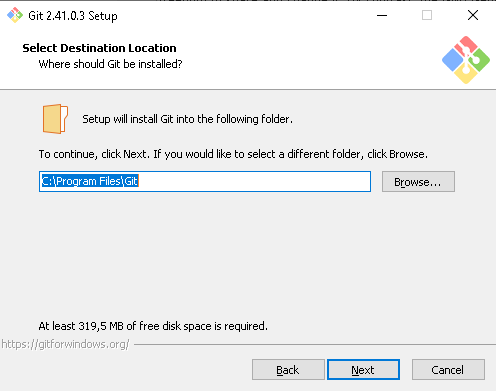 Git 2.41.0.3 Setup
Select Destination Location
Where should Git be installed?
Setup will install Git into the following folder.
To continue, click Next. If you would like to select a different folder, click Browse.
C:\Program Files\Git
Browse...
At least 319,5 MB of free disk space is required.
https://gitforwindows.org/
Back
Next
Cancel